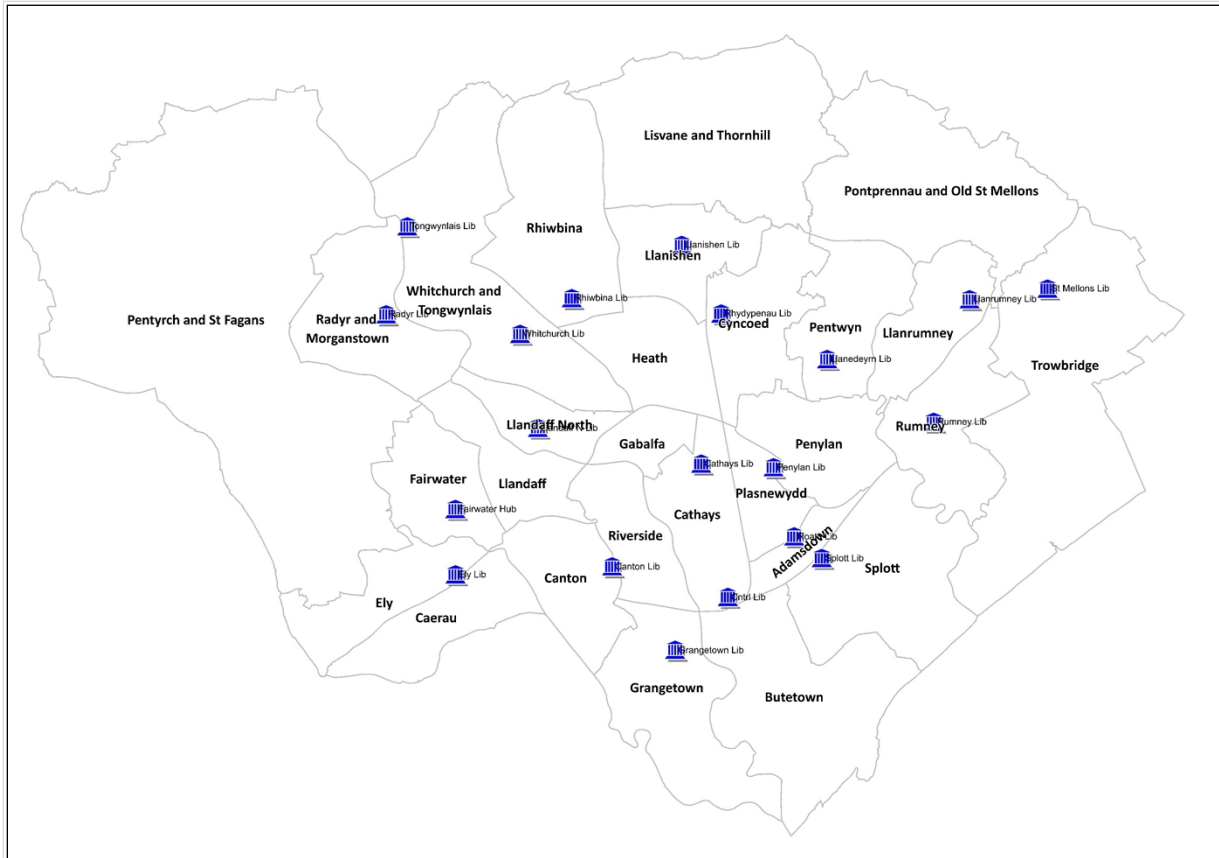 Lisvane and Thornhill
Pontprennau and Old St Mellons
Tongwynlais Lib
Rhiwbina
Llanishen Lib
Llanishen
Whitchurch and
Tongwynlais
Rhiwbina Lib
Llanrumney Lib
St Mellons Lib
Pentyrch and St Fagans
Radyr Lib
Radyr and
Morganstown
Whitchurch Lib
Rhydypenau Lib
Cyncoed
Pentwyn
Llanrumney
Heath
Llanedeyrn Lib
Trowbridge
Llandaff North
Rumney Lib
Rumney
Gabalfa
Penylan
Cathays Lib
Penylan Lib
Fairwater
Llandaff
Plasnewydd
Fairwater Hub
Cathays
Riverside
Adamsdown
Splott Lib
Splott
Canton Lib
Canton
Ely Lib
Ely
Cntrl Lib
Caerau
Grangetown Lib
Grangetown
Butetown